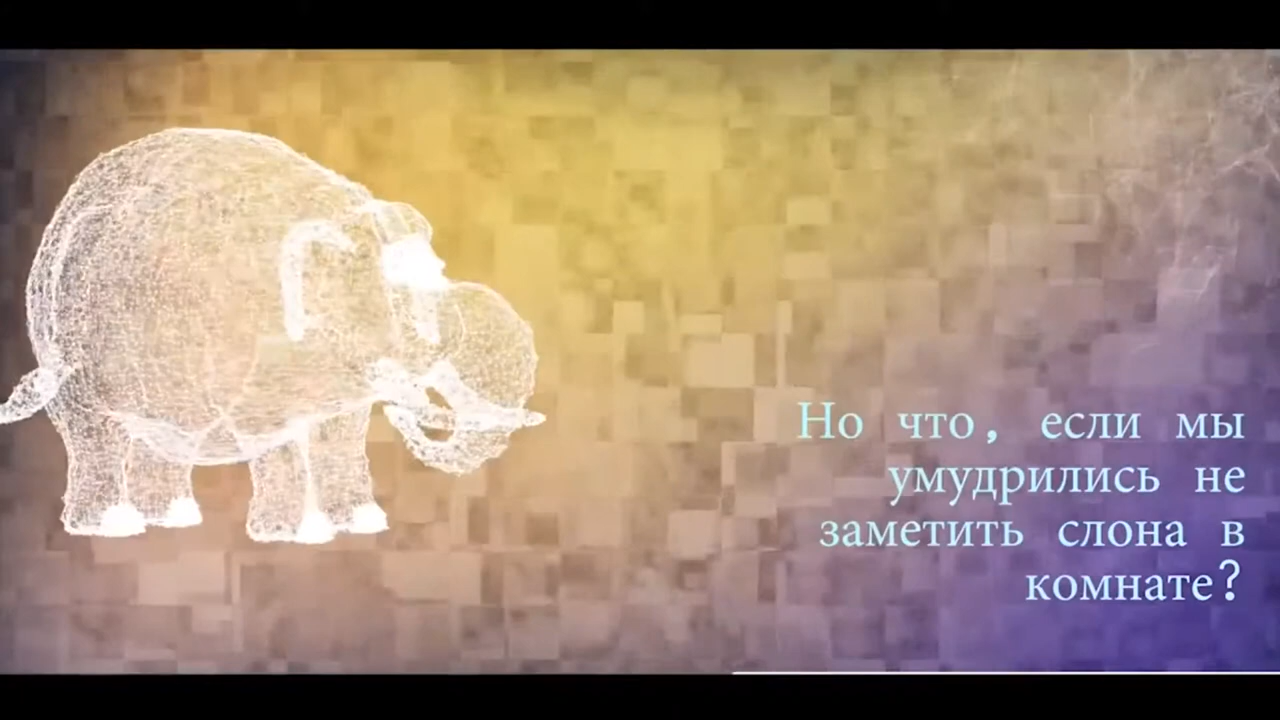 Но что, если мы
умудрились не
заметить слона в
комнате?